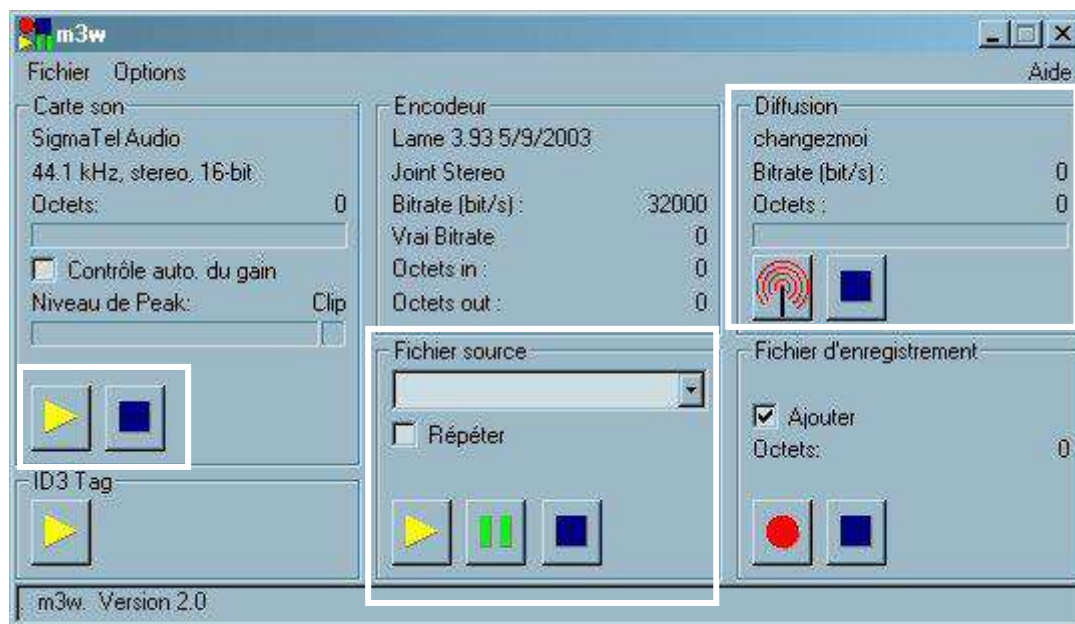 m3w
Fichier Options Aide
Carte son
SigmaTel Audio
44.1 kHz, stereo, 16-bit
Octets: 0
Contrôle auto. du gain
Niveau de Peak: Clip
ID3 Tag
Encodeur
Lame 3.93 5/9/2003
Joint Stereo
Bitrate (bit/s) : 32000
Vrai Bitrate 0
Octets in : 0
Octets out : 0
Fichier source
Répéter
Diffusion
changezmoi
Bitrate (bit/s) : 0
Octets : 0
Fichier d'enregistrement
Ajouter
Octets: 0
m3w. Version 2.0